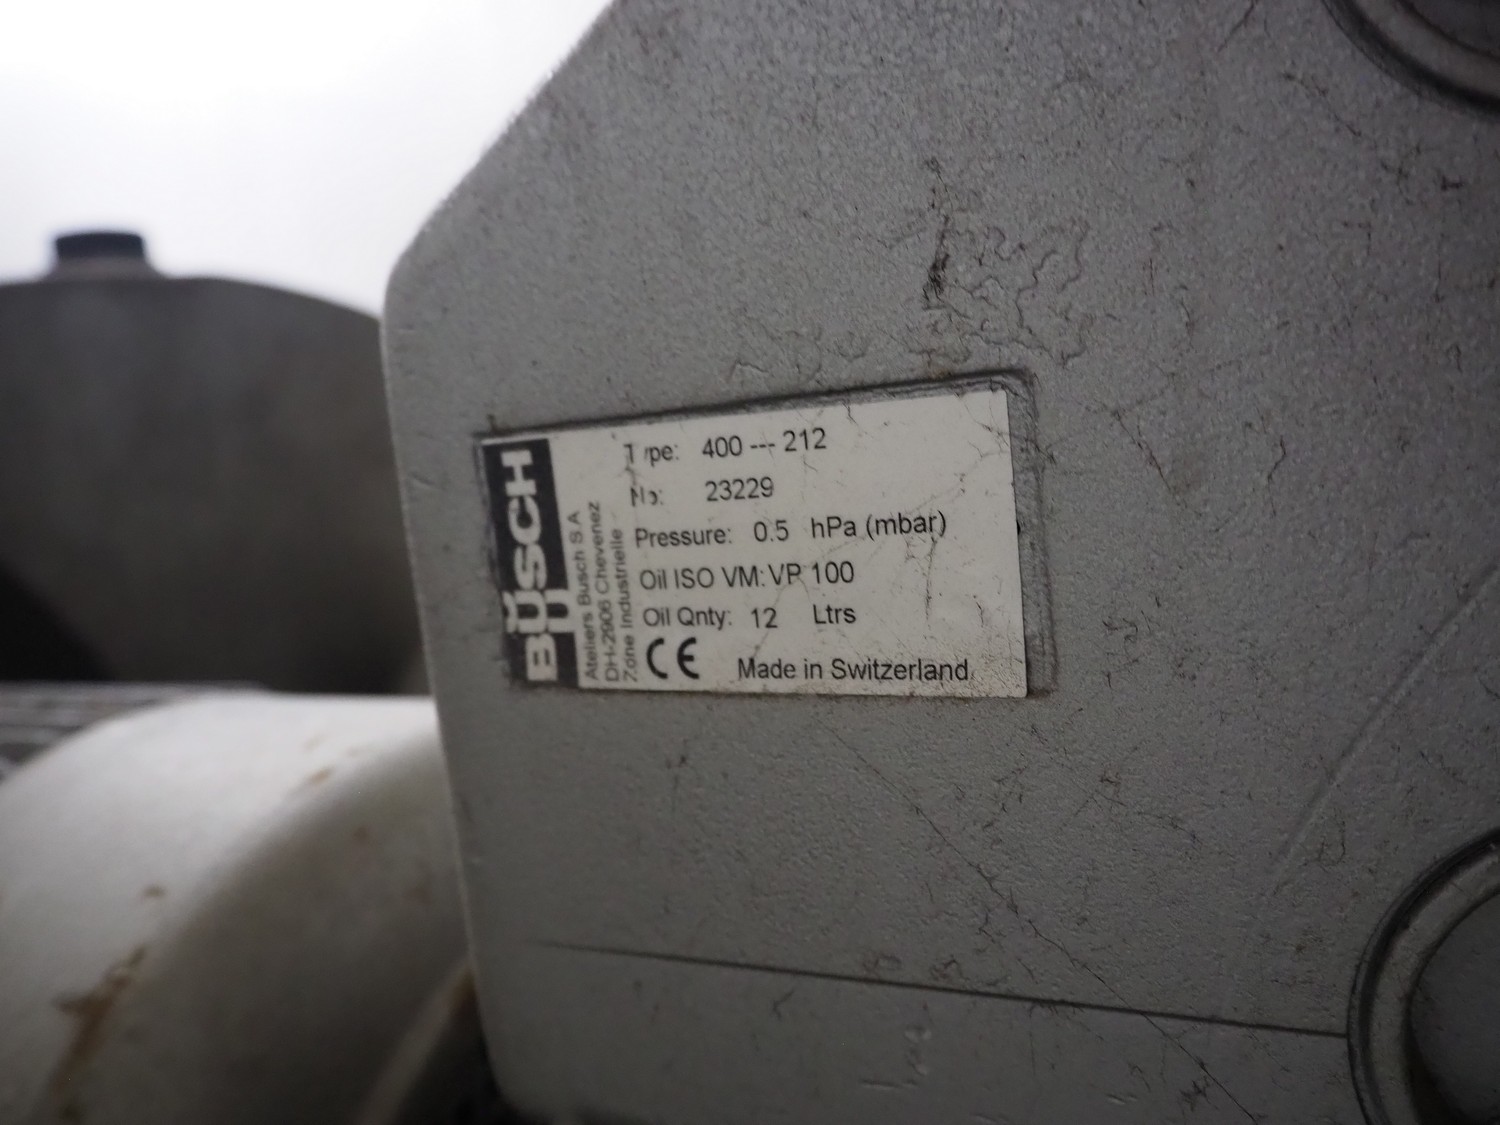 BUSCH
Ateliers Busch S.A
DH-2906 Chevenez
Zone Industrielle
Type: 400 --- 212
No: 23229
Pressure: 0.5 hPa (mbar)
Oil ISO VM: VP 100
Oil Qnty: 12 Ltrs
CE Made in Switzerland